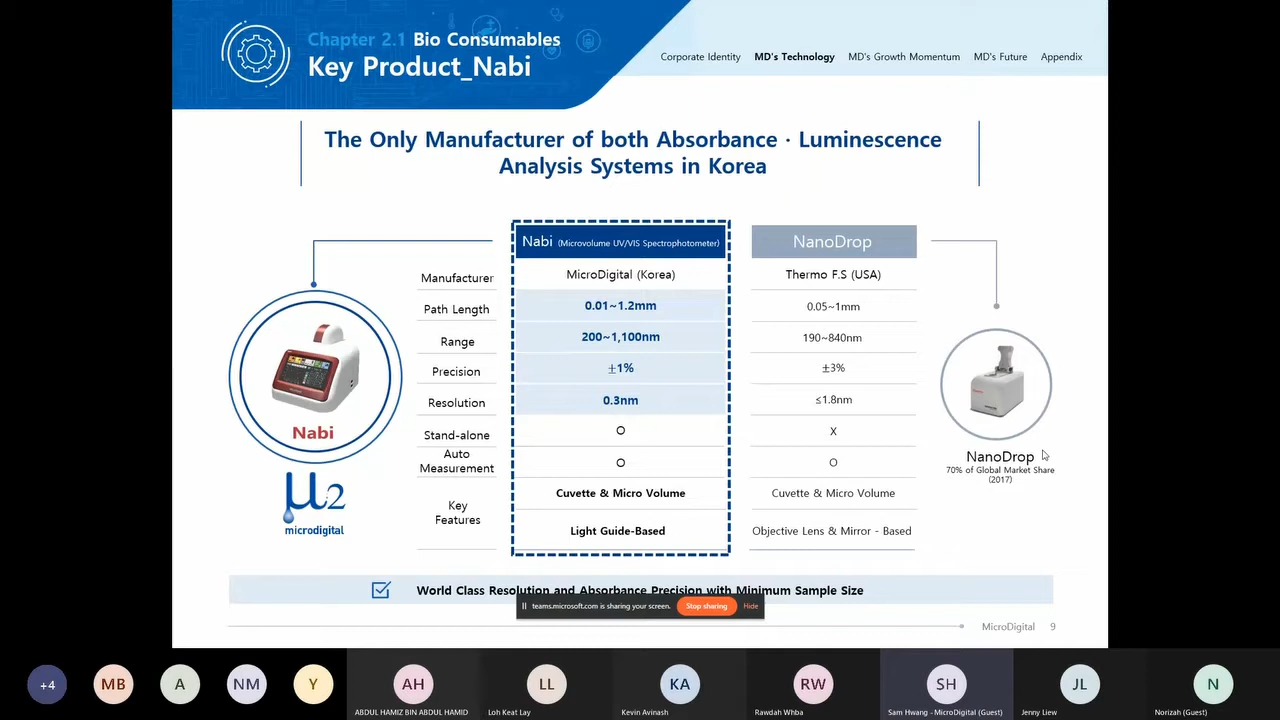 Chapter 2.1 Bio Consumables
Key Product_Nabi
Corporate Identity
MD's Technology
MD's Growth Momentum
MD's Future
Appendix
The Only Manufacturer of both Absorbance · Luminescence
Analysis Systems in Korea
Nabi (Microvolume UV/VIS Spectrophotometer)
NanoDrop
Manufacturer
MicroDigital (Korea)
Thermo F.S (USA)
Path Length
0.01~1.2mm
0.05~1mm
Range
200~1,100nm
190~840nm
Precision
±1%
±3%
Resolution
0.3nm
≤1.8nm
Stand-alone
O
X
Auto
Measurement
O
O
Key
Features
Cuvette & Micro Volume
Cuvette & Micro Volume
Light Guide-Based
Objective Lens & Mirror - Based
Nabi
μ2
microdigital
NanoDrop
70% of Global Market Share
(2017)
World Class Resolution and Absorbance Precision with Minimum Sample Size
teams.microsoft.com is sharing your screen.
Stop sharing
Hide
MicroDigital 9
+4
MB
A
NM
Y
AH
ABDUL HAMIZ BIN ABDUL HAMID
LL
Loh Keat Lay
KA
Kevin Avinash
RW
Rawdah Whba
SH
Sam Hwang - MicroDigital (Guest)
JL
Jenny Liew
N
Norizah (Guest)